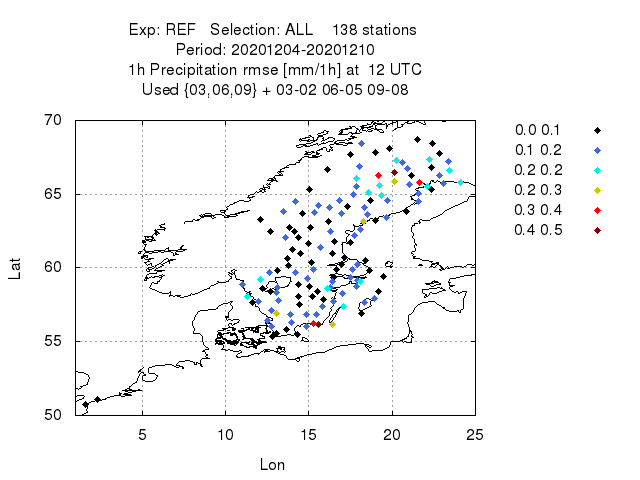 Exp: REF   Selection: ALL    138 stations
Period: 20201204-20201210
1h Precipitation rmse [mm/1h] at  12 UTC
Used {03,06,09} + 03-02 06-05 09-08
70
65
60
55
50
Lat
5 10 15 20 25
Lon
0.0 0.1
0.1 0.2
0.2 0.2
0.2 0.3
0.3 0.4
0.4 0.5